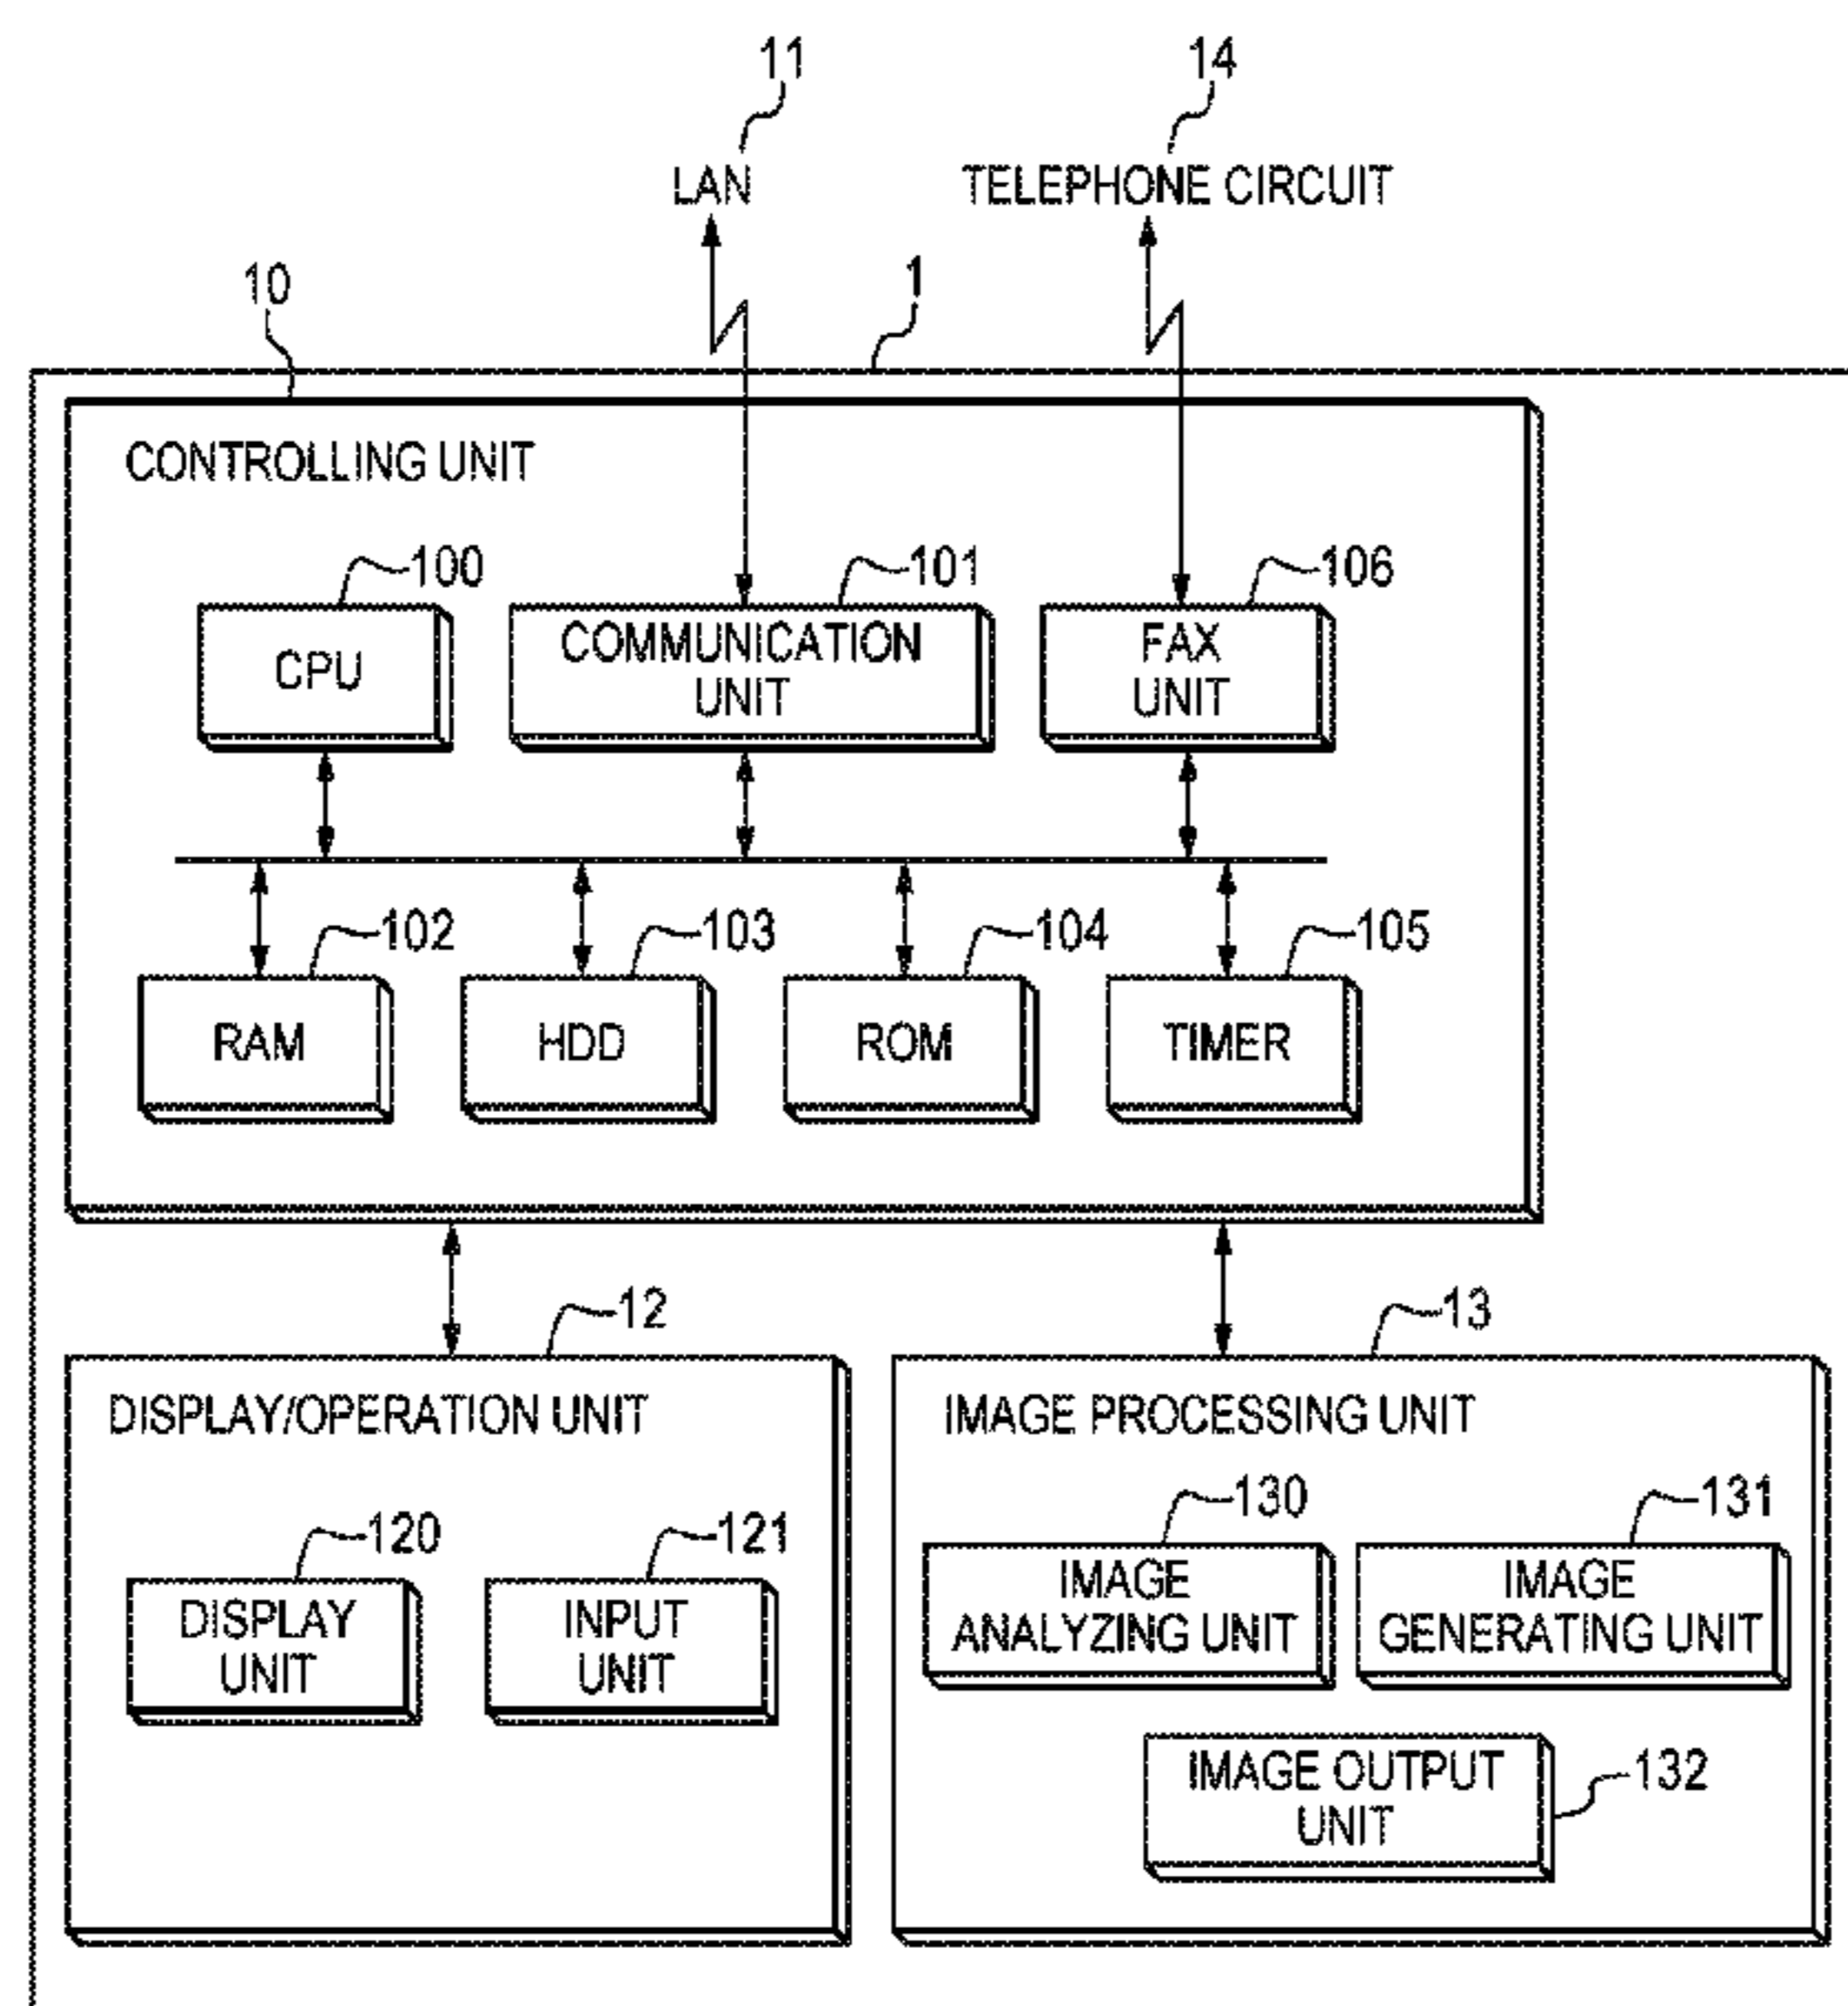 11
14
LAN
TELEPHONE CIRCUIT
10
1
CONTROLLING UNIT
100
101
106
CPU
COMMUNICATION
UNIT
FAX
UNIT
102
103
104
105
RAM
HDD
ROM
TIMER
12
13
DISPLAY/OPERATION UNIT
120
121
DISPLAY
UNIT
INPUT
UNIT
IMAGE PROCESSING UNIT
130
131
IMAGE
ANALYZING UNIT
IMAGE
GENERATING UNIT
IMAGE OUTPUT
UNIT
132